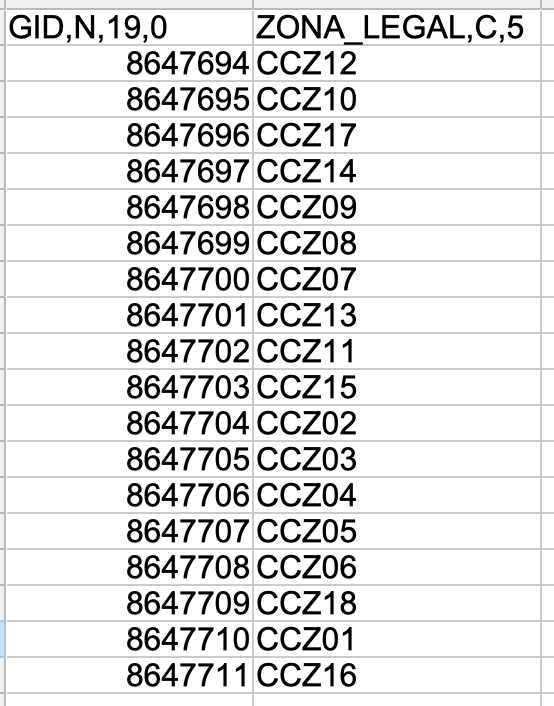 GID,N,19,0 ZONA_LEGAL,C,5
8647694 CCZ12
8647695 CCZ10
8647696 CCZ17
8647697 CCZ14
8647698 CCZ09
8647699 CCZ08
8647700 CCZ07
8647701 CCZ13
8647702 CCZ11
8647703 CCZ15
8647704 CCZ02
8647705 CCZ03
8647706 CCZ04
8647707 CCZ05
8647708 CCZ06
8647709 CCZ18
8647710 CCZ01
8647711 CCZ16